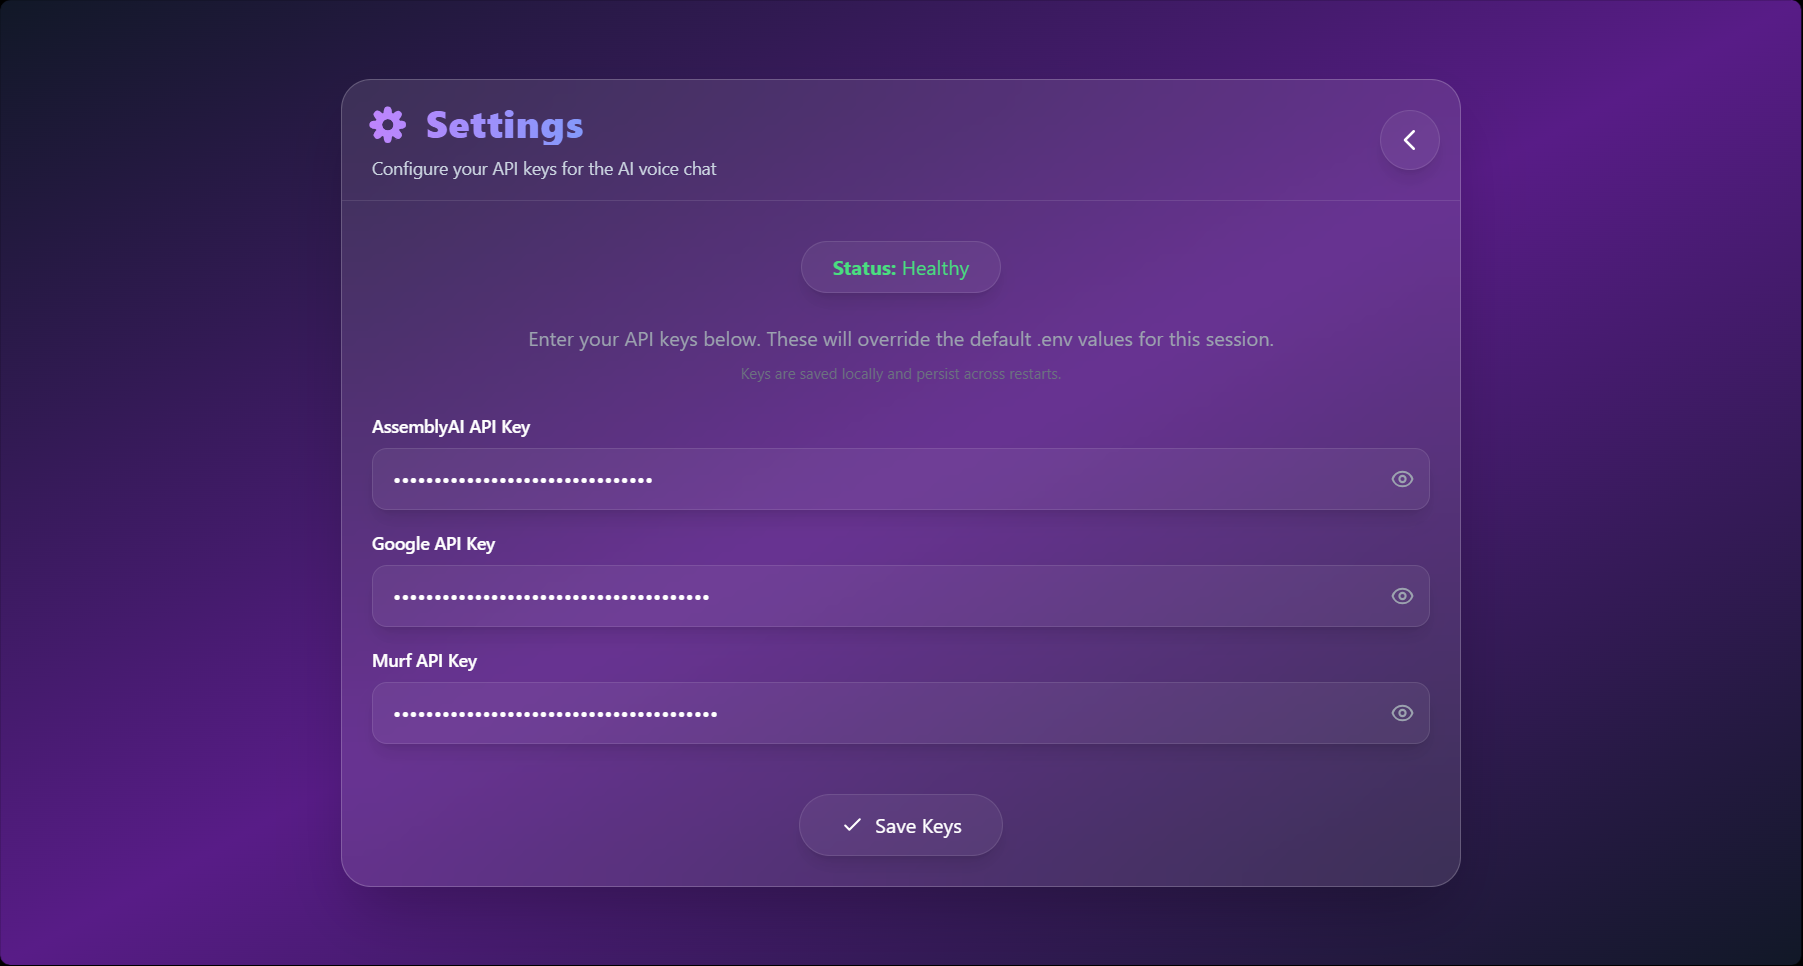 Settings
Configure your API keys for the AI voice chat
Status: Healthy
Enter your API keys below. These will override the default .env values for this session.
Keys are saved locally and persist across restarts.
AssemblyAI API Key
••••••••••••••••••••••••••••••••
Google API Key
•••••••••••••••••••••••••••••••••••••••
Murf API Key
••••••••••••••••••••••••••••••••••••••••
Save Keys